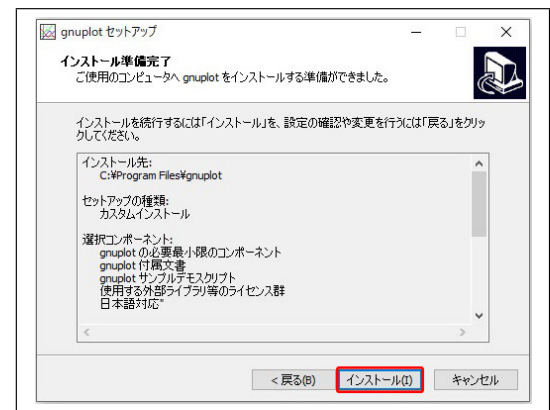 gnuplot セットアップ
インストール準備完了
ご使用のコンピュータへ gnuplot をインストールする準備ができました。
インストールを続行するには「インストール」を、設定の確認や変更を行うには「戻る」をクリッ
クしてください。
インストール先:
C:¥Program Files¥gnuplot
セットアップの種類:
カスタムインストール
選択コンポーネント:
gnuplot の必要最小限のコンポーネント
gnuplot 付属文書
gnuplot サンプルデモスクリプト
使用する外部ライブラリ等のライセンス群
日本語対応"
< 戻る(B)
インストール(I)
キャンセル